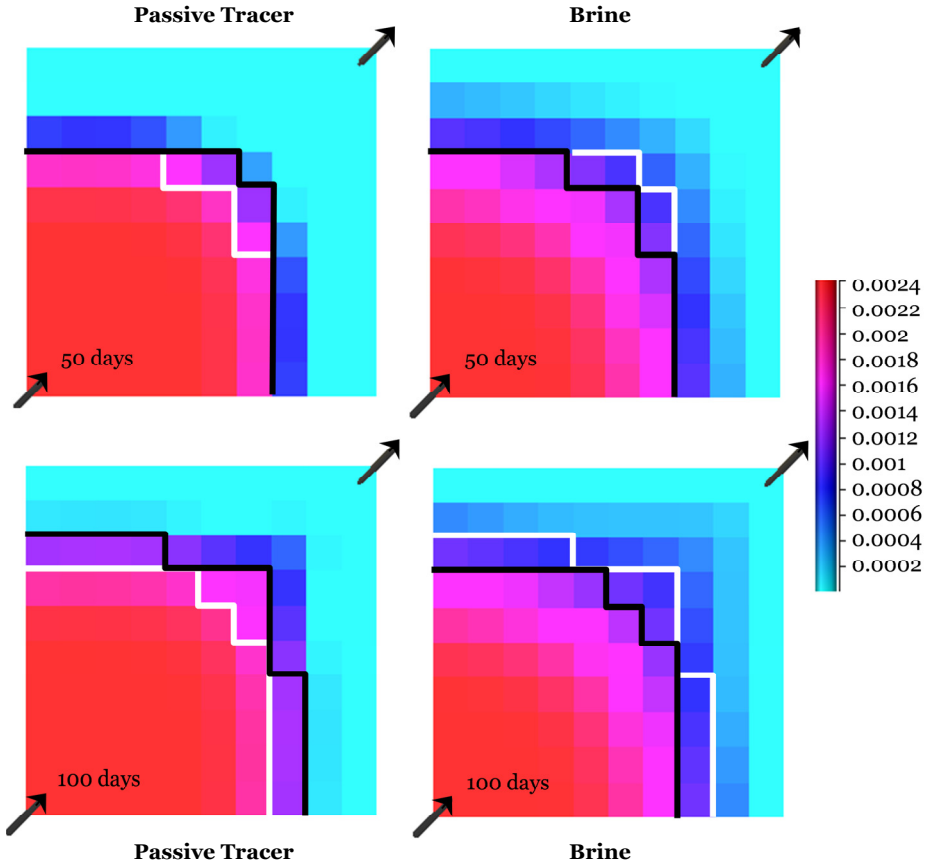 Passive Tracer
Brine
50 days
50 days
0.0024
0.0022
0.002
0.0018
0.0016
0.0014
0.0012
0.001
0.0008
0.0006
0.0004
0.0002
100 days
100 days
Passive Tracer
Brine